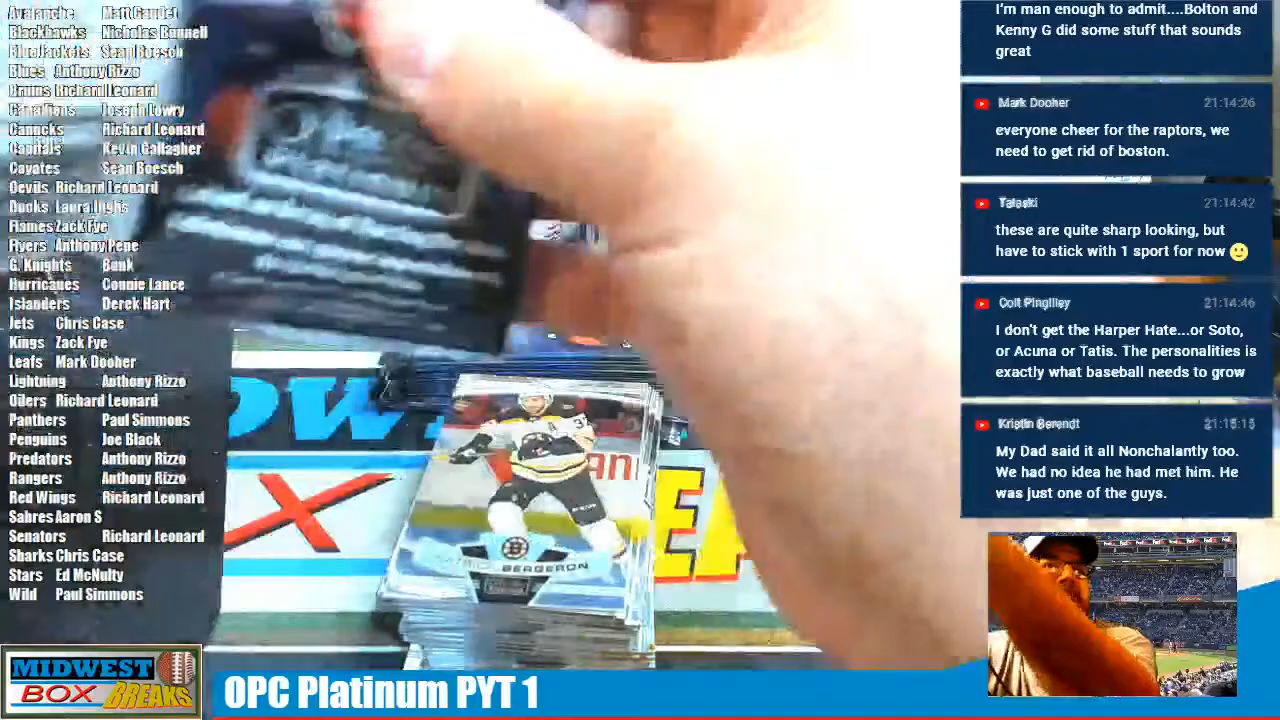 Avalanche Matt Gaudet
Blackhawks Nicholas Bunnell
BlueJackets Sean Boesch
Blues Anthony Rizzo
Bruins Richard Leonard
Canadiens Joseph Lowry
Canucks Richard Leonard
Capitals Kevin Gallagher
Coyotes Sean Boesch
Devils Richard Leonard
Ducks Laura
Flames Zack Fye
Flyers Anthony Pene
G. Knights Bank
Hurricanes Connie Lance
Islanders Derek Hart
Jets Chris Case
Kings Zack Fye
Leafs Mark Dooher
Lightning Anthony Rizzo
Oilers Richard Leonard
Panthers Paul Simmons
Penguins Joe Black
Predators Anthony Rizzo
Rangers Anthony Rizzo
Red Wings Richard Leonard
Sabres Aaron S
Senators Richard Leonard
Sharks Chris Case
Stars Ed McNulty
Wild Paul Simmons
MIDWEST
BOX BREAKS
OPC Platinum PYT 1
BERGERON
OW
X
I'm man enough to admit....Bolton and
Kenny G did some stuff that sounds
great
Mark Dooher 21:14:26
everyone cheer for the raptors, we
need to get rid of boston.
Tataski 21:14:42
these are quite sharp looking, but
have to stick with 1 sport for now 🙂
Colt Pingilley 21:14:46
I don't get the Harper Hate...or Soto,
or Acuna or Tatis. The personalities is
exactly what baseball needs to grow
Kristin Berendt 21:15:15
My Dad said it all Nonchalantly too.
We had no idea he had met him. He
was just one of the guys.